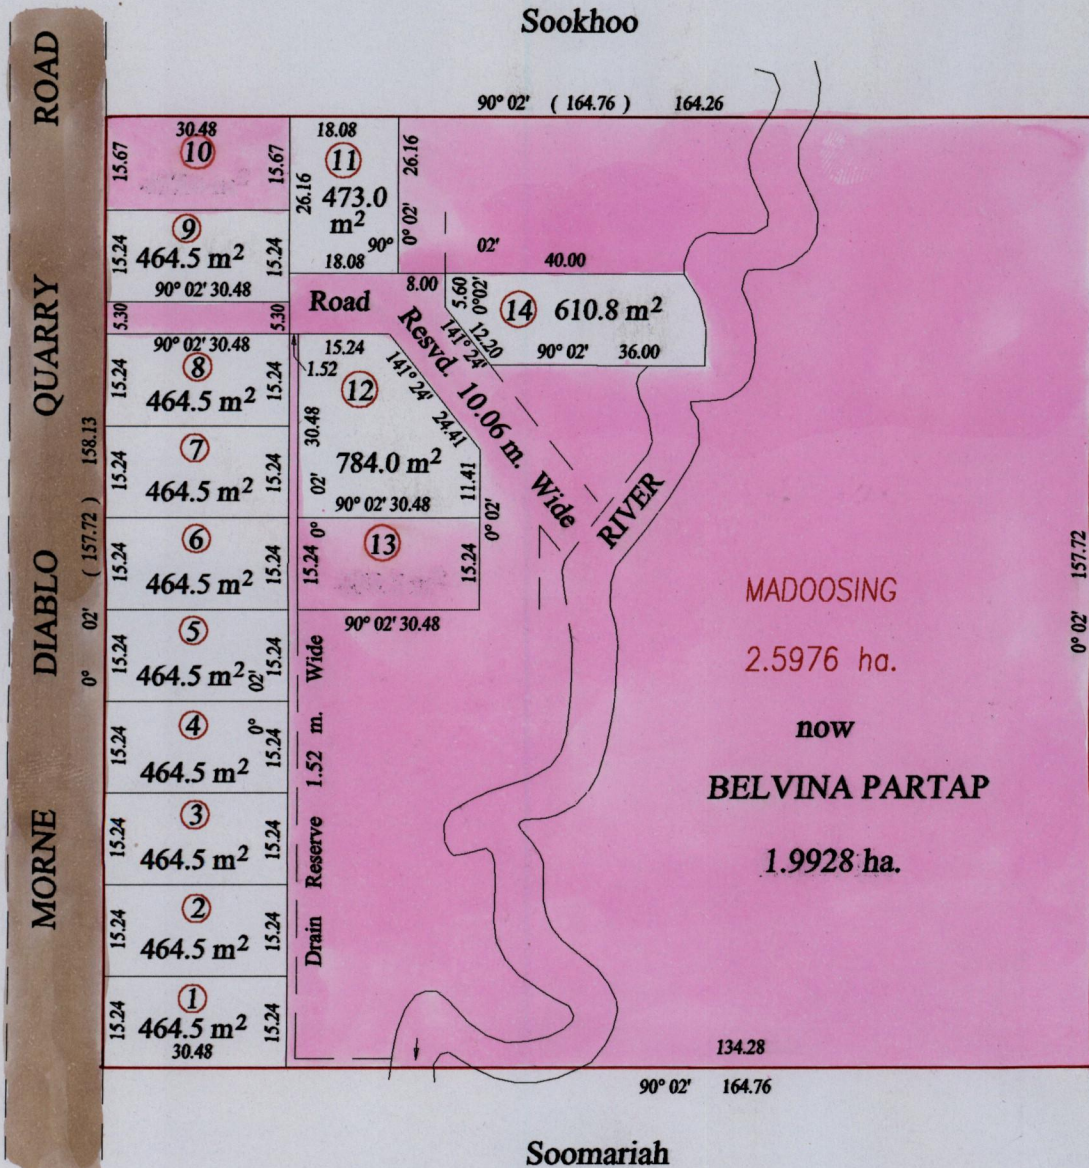 Sookhoo
90° 02' ( 164.76 ) 164.26
MORNE DIABLO QUARRY ROAD
0° 02' ( 157.72 ) 158.13
30.48
15.67
10
15.67
9
15.24
464.5 m²
15.24
90° 02' 30.48
5.30
5.30
90° 02' 30.48
8
15.24
464.5 m²
15.24
7
15.24
464.5 m²
15.24
6
15.24
464.5 m²
15.24
5
15.24
464.5 m²
15.24
0° 02'
4
15.24
464.5 m²
15.24
3
15.24
464.5 m²
15.24
2
15.24
464.5 m²
15.24
1
15.24
464.5 m²
15.24
30.48
18.08
11
26.16
473.0
m²
0° 02' 26.16
18.08
90° 02'
40.00
8.00
5.60
0°02'
14 610.8 m²
12.20
141° 24'
90° 02' 36.00
Road Resvd. 10.06 m. Wide
15.24
1.52
12
141° 24' 24.41
30.48
784.0 m²
11.41
90° 02' 30.48
0° 02'
13
15.24
15.24
0° 02'
90° 02' 30.48
Drain Reserve 1.52 m. Wide
RIVER
MADOOSING
2.5976 ha.
now
BELVINA PARTAP
1.9928 ha.
0° 02' 157.72
134.28
90° 02' 164.76
Soomariah